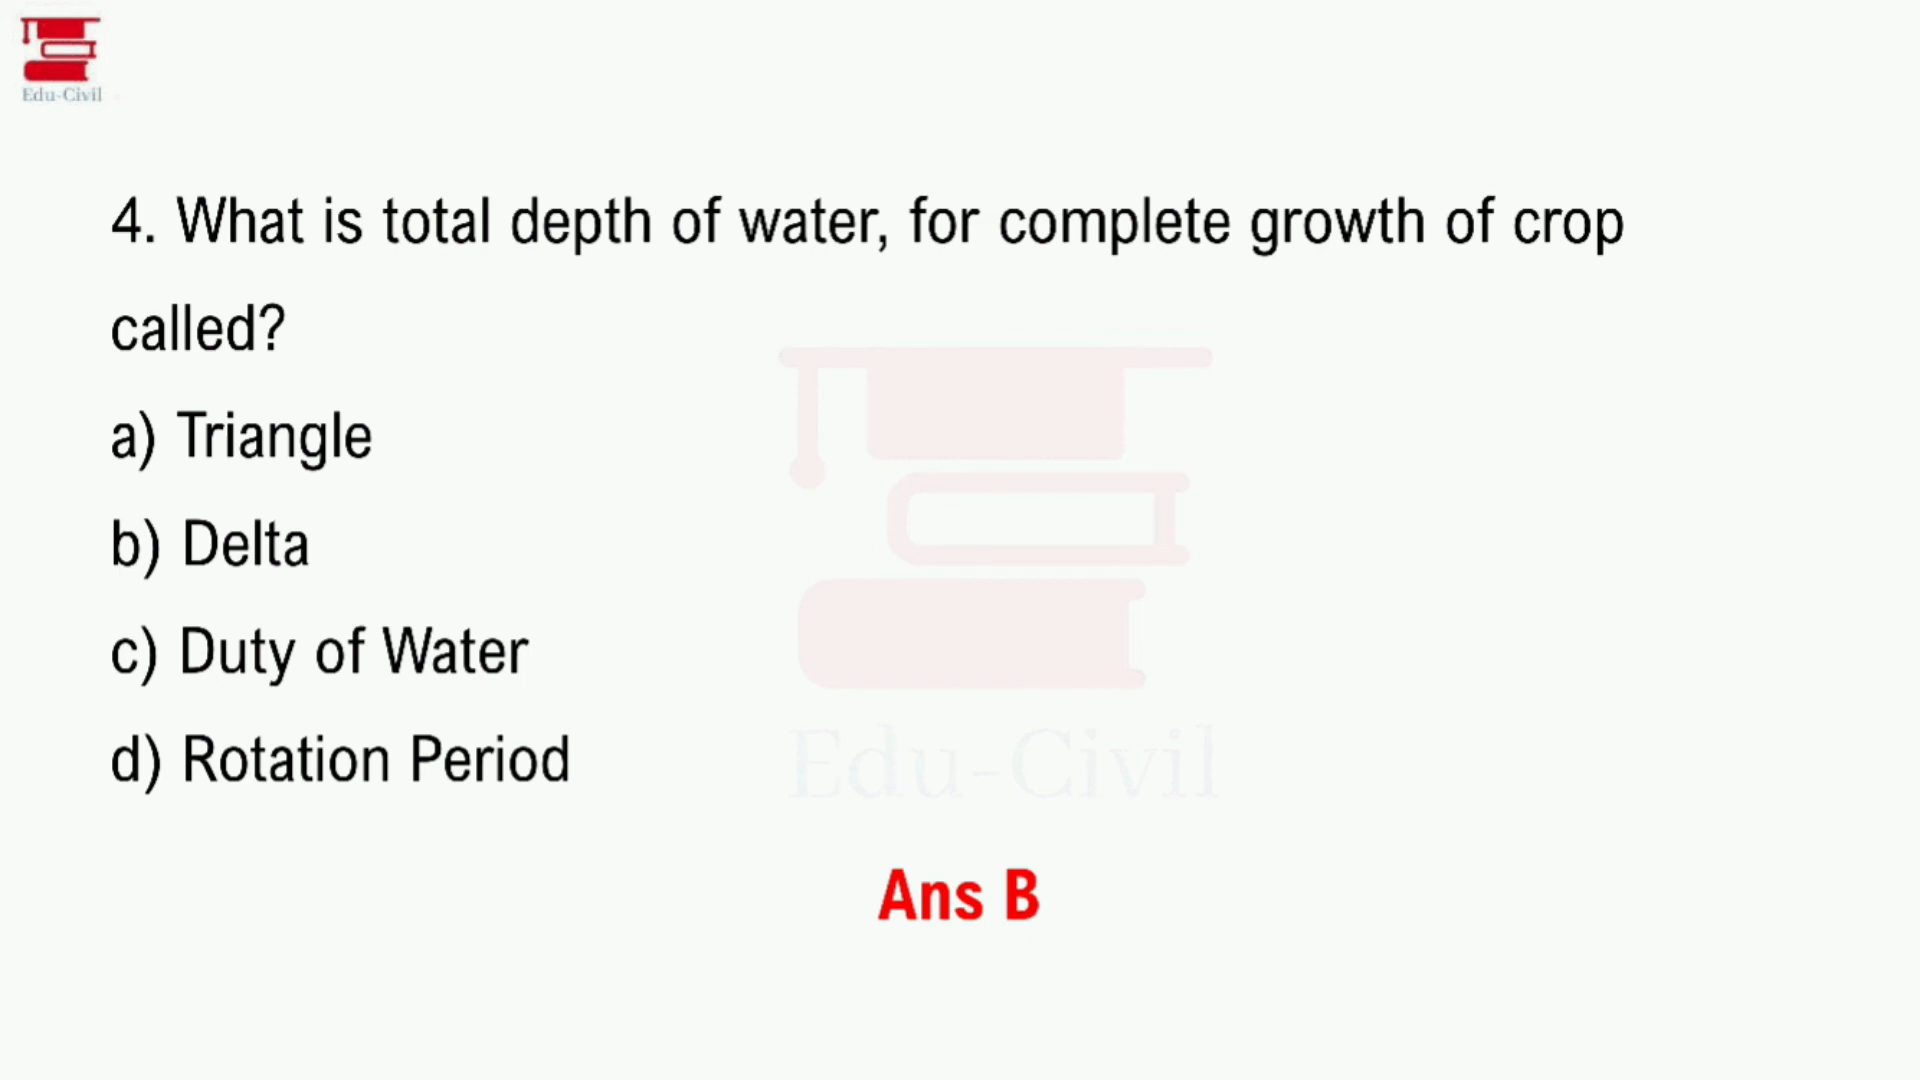 Edu-Civil
4. What is total depth of water, for complete growth of crop
called?
a) Triangle
b) Delta
c) Duty of Water
d) Rotation Period
Edu-Civil
Ans B